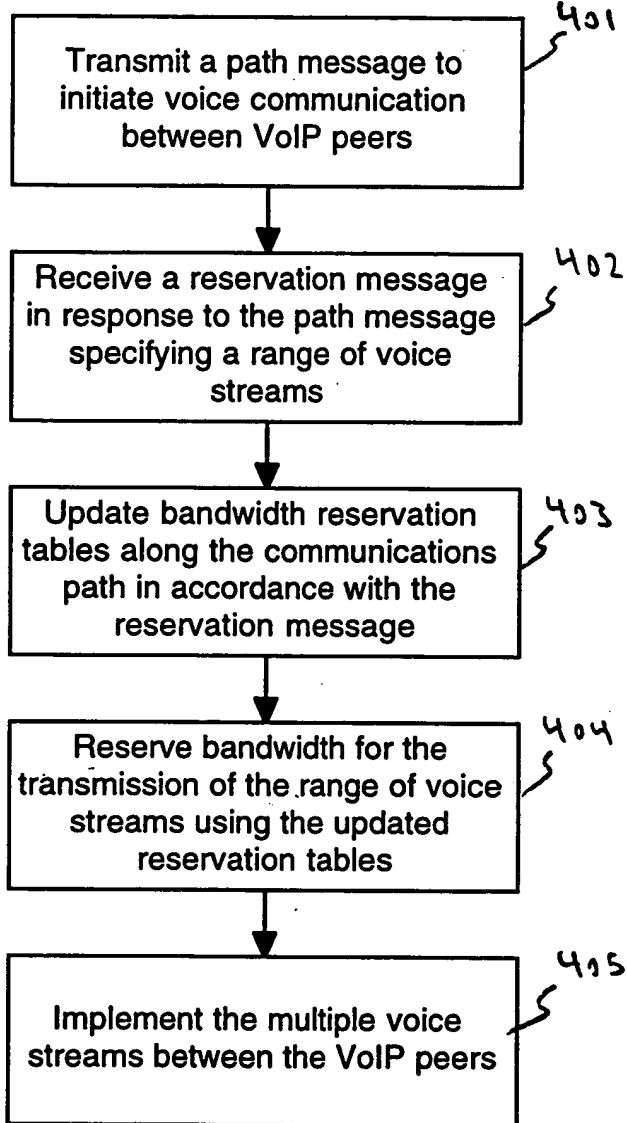 401
Transmit a path message to
initiate voice communication
between VoIP peers
402
Receive a reservation message
in response to the path message
specifying a range of voice
streams
403
Update bandwidth reservation
tables along the communications
path in accordance with the
reservation message
404
Reserve bandwidth for the
transmission of the range of voice
streams using the updated
reservation tables
405
Implement the multiple voice
streams between the VoIP peers